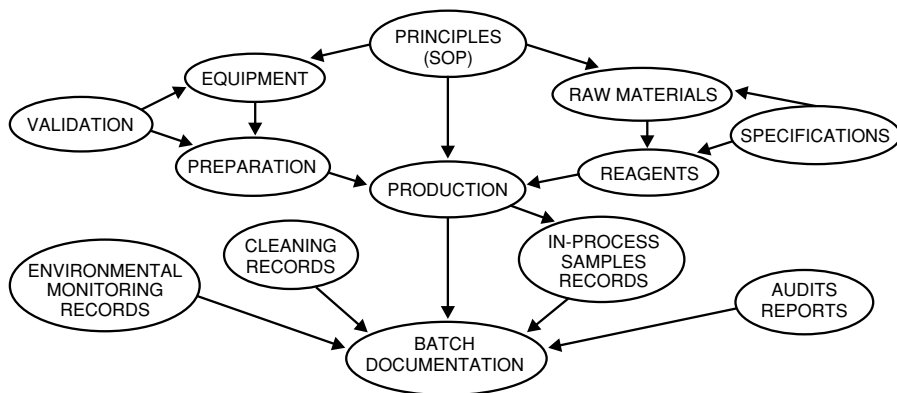 PRINCIPLES
(SOP)
EQUIPMENT
RAW MATERIALS
VALIDATION
SPECIFICATIONS
PREPARATION
PRODUCTION
REAGENTS
CLEANING
RECORDS
IN-PROCESS
SAMPLES
RECORDS
ENVIRONMENTAL
MONITORING
RECORDS
AUDITS
REPORTS
BATCH
DOCUMENTATION